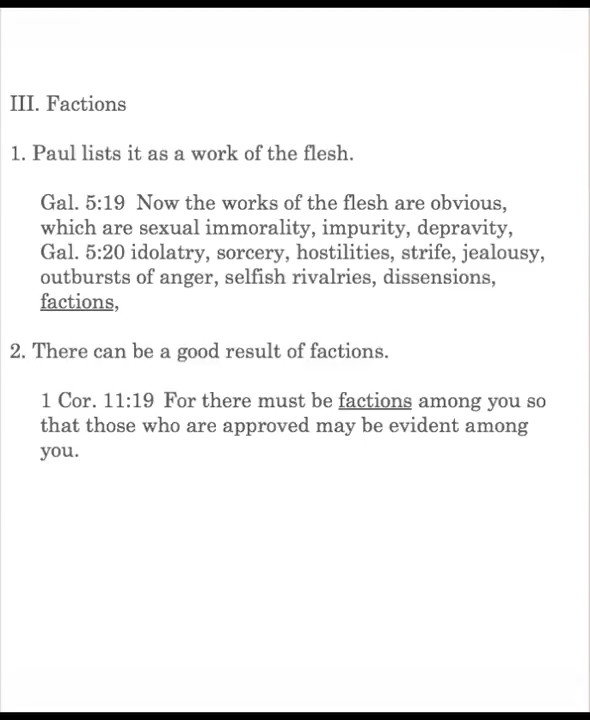 III. Factions
1. Paul lists it as a work of the flesh.
Gal. 5:19  Now the works of the flesh are obvious,
which are sexual immorality, impurity, depravity,
Gal. 5:20 idolatry, sorcery, hostilities, strife, jealousy,
outbursts of anger, selfish rivalries, dissensions,
factions,
2. There can be a good result of factions.
1 Cor. 11:19  For there must be factions among you so
that those who are approved may be evident among
you.